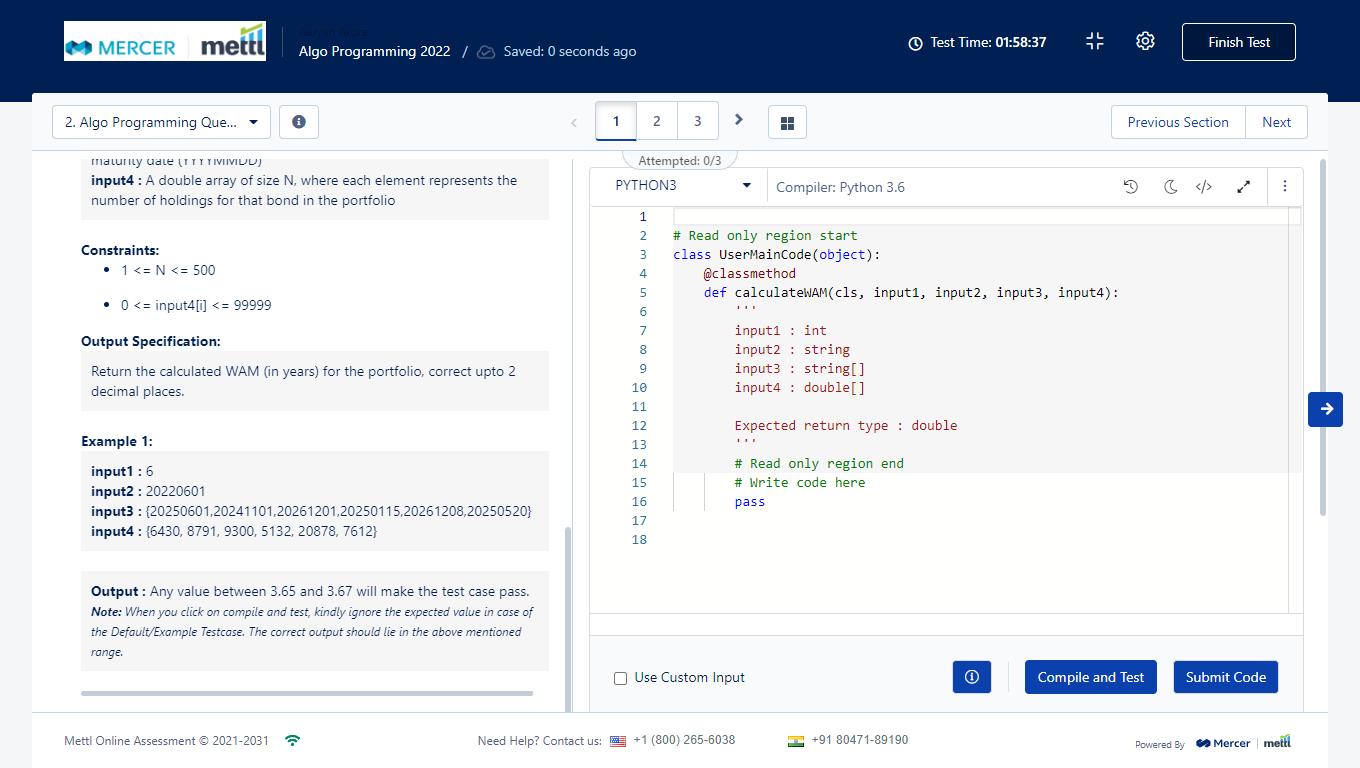 MERCER mettl
Algo Programming 2022 / Saved: 0 seconds ago
Test Time: 01:58:37
Finish Test
2. Algo Programming Que...
1 2 3
Previous Section Next
Attempted: 0/3
maturity date (YYYYMMDD)
input4 : A double array of size N, where each element represents the
number of holdings for that bond in the portfolio
Constraints:
• 1 <= N <= 500
• 0 <= input4[i] <= 99999
Output Specification:
Return the calculated WAM (in years) for the portfolio, correct upto 2
decimal places.
Example 1:
input1 : 6
input2 : 20220601
input3 : {20250601,20241101,20261201,20250115,20261208,20250520}
input4 : {6430, 8791, 9300, 5132, 20878, 7612}
Output : Any value between 3.65 and 3.67 will make the test case pass.
Note: When you click on compile and test, kindly ignore the expected value in case of
the Default/Example Testcase. The correct output should lie in the above mentioned
range.
PYTHON3
Compiler: Python 3.6
1
2 # Read only region start
3 class UserMainCode(object):
4 @classmethod
5 def calculateWAM(cls, input1, input2, input3, input4):
6 '''
7 input1 : int
8 input2 : string
9 input3 : string[]
10 input4 : double[]
11
12 Expected return type : double
13 '''
14 # Read only region end
15 # Write code here
16 pass
17
18
Use Custom Input
Compile and Test
Submit Code
Mettl Online Assessment © 2021-2031
Need Help? Contact us: +1 (800) 265-6038
+91 80471-89190
Powered By Mercer mettl